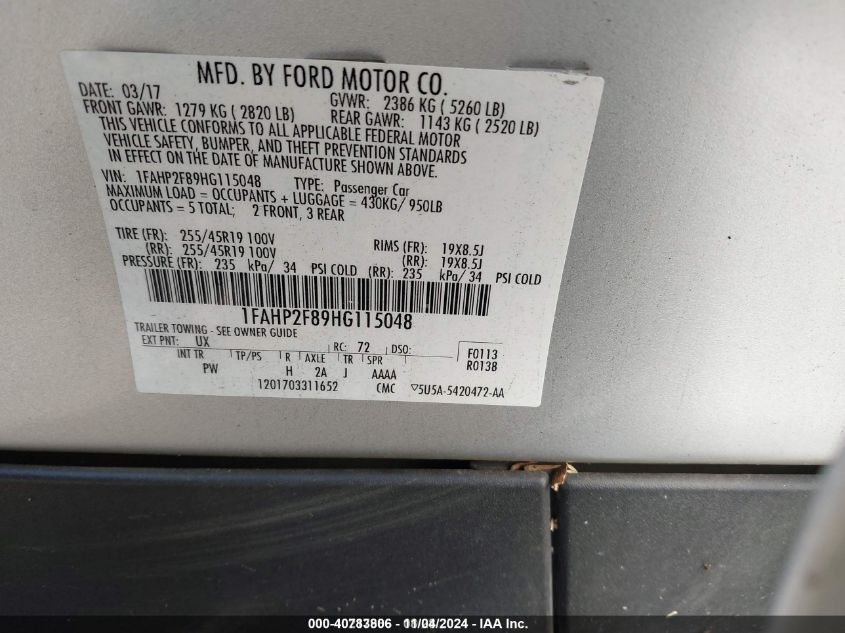 MFD. BY FORD MOTOR CO.
DATE: 03/17 GVWR: 2386 KG ( 5260 LB)
FRONT GAWR: 1279 KG ( 2820 LB) REAR GAWR: 1143 KG ( 2520 LB)
THIS VEHICLE CONFORMS TO ALL APPLICABLE FEDERAL MOTOR
VEHICLE SAFETY, BUMPER, AND THEFT PREVENTION STANDARDS
IN EFFECT ON THE DATE OF MANUFACTURE SHOWN ABOVE.
VIN: 1FAHP2F89HG115048 TYPE: Passenger Car
MAXIMUM LOAD = OCCUPANTS + LUGGAGE = 430KG/ 950LB
OCCUPANTS = 5 TOTAL; 2 FRONT, 3 REAR
TIRE (FR): 255/45R19 100V RIMS (FR): 19X8.5J
(RR): 255/45R19 100V (RR): 19X8.5J
PRESSURE (FR): 235 kPa/ 34 PSI COLD (RR): 235 kPa/ 34 PSI COLD
1FAHP2F89HG115048
TRAILER TOWING - SEE OWNER GUIDE
EXT PNT: UX RC: 72 DSO: F0113
INT TR TP/PS R AXLE TR SPR R0138
PW H 2A J AAAA
1201703311652 CMC ▽5U5A-5420472-AA
000-40783806 - 11/04/2024 - IAA Inc.